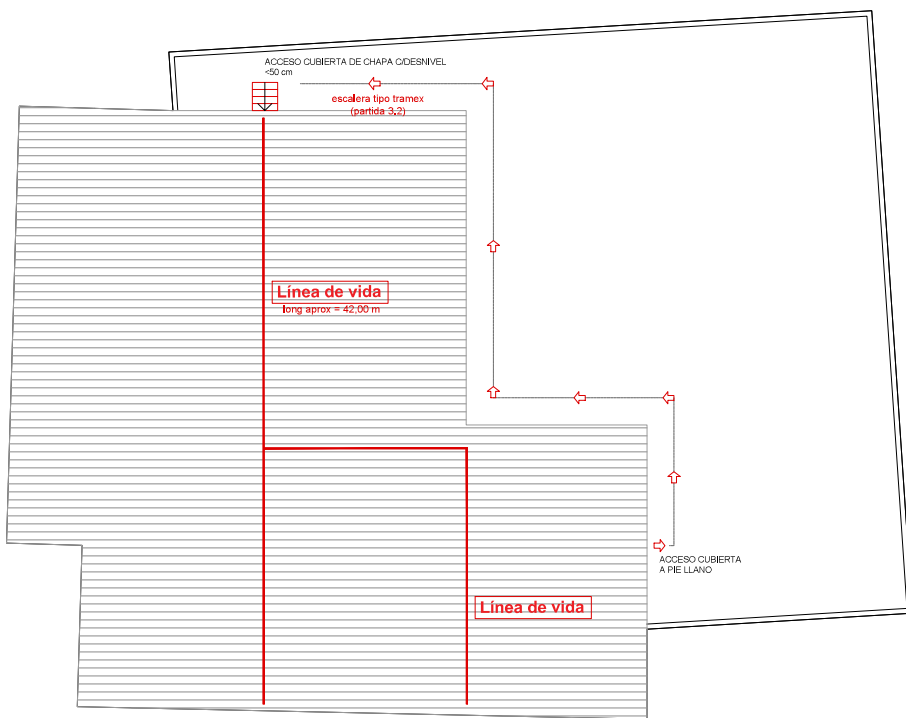 ACCESO CUBIERTA DE CHAPA C/DESNIVEL
<50 cm
escalera tipo tramex
(partida 3,2)
Línea de vida
long aprox = 42,00 m
ACCESO CUBIERTA
A PIE LLANO
Línea de vida